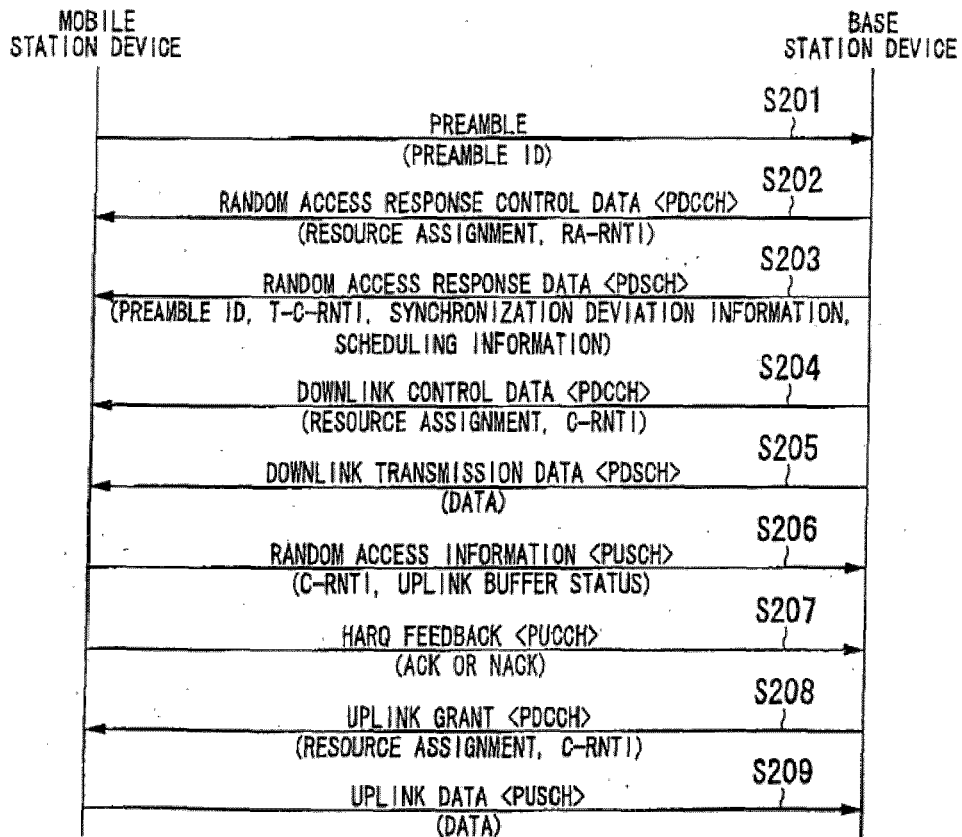 MOBILE
STATION DEVICE
BASE
STATION DEVICE
S201
PREAMBLE
(PREAMBLE ID)
S202
RANDOM ACCESS RESPONSE CONTROL DATA <PDCCH>
(RESOURCE ASSIGNMENT, RA-RNTI)
S203
RANDOM ACCESS RESPONSE DATA <PDSCH>
(PREAMBLE ID, T-C-RNTI, SYNCHRONIZATION DEVIATION INFORMATION,
SCHEDULING INFORMATION)
S204
DOWNLINK CONTROL DATA <PDCCH>
(RESOURCE ASSIGNMENT, C-RNTI)
S205
DOWNLINK TRANSMISSION DATA <PDSCH>
(DATA)
S206
RANDOM ACCESS INFORMATION <PUSCH>
(C-RNTI, UPLINK BUFFER STATUS)
S207
HARQ FEEDBACK <PUCCH>
(ACK OR NACK)
S208
UPLINK GRANT <PDCCH>
(RESOURCE ASSIGNMENT, C-RNTI)
S209
UPLINK DATA <PUSCH>
(DATA)